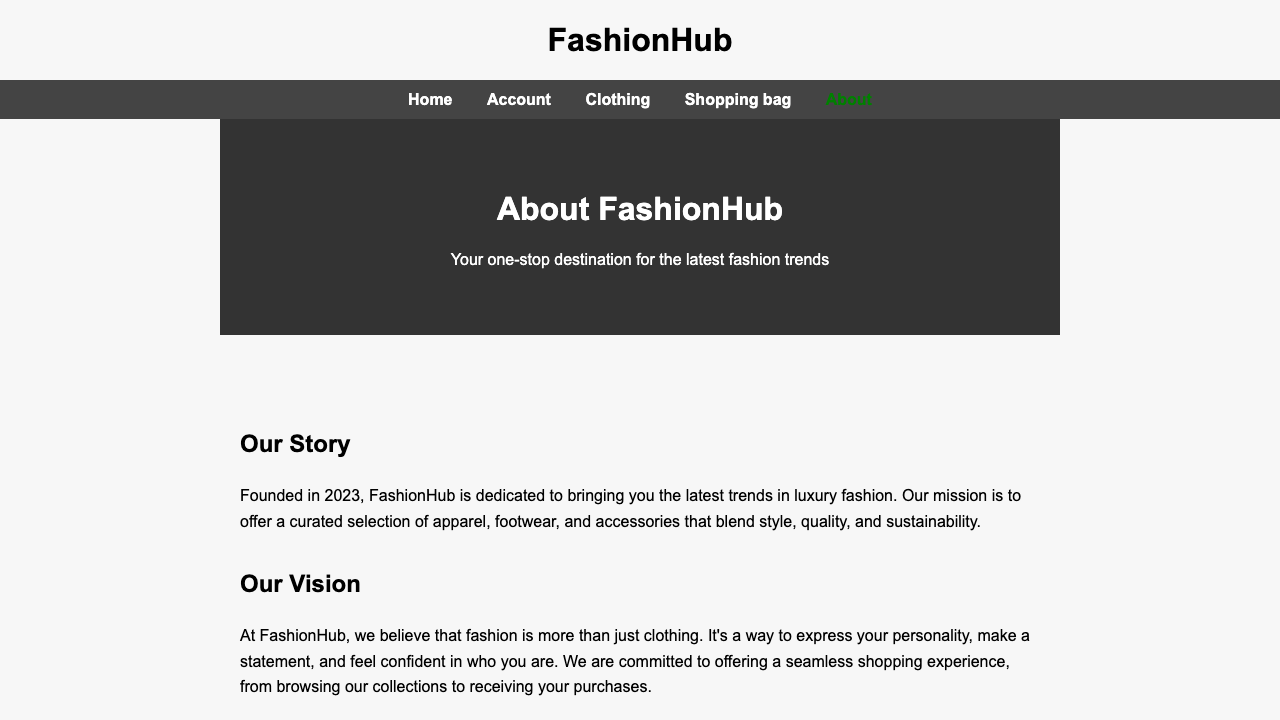 FashionHub
Home Account Clothing Shopping bag About
About FashionHub
Your one-stop destination for the latest fashion trends
Our Story
Founded in 2023, FashionHub is dedicated to bringing you the latest trends in luxury fashion. Our mission is to
offer a curated selection of apparel, footwear, and accessories that blend style, quality, and sustainability.
Our Vision
At FashionHub, we believe that fashion is more than just clothing. It's a way to express your personality, make a
statement, and feel confident in who you are. We are committed to offering a seamless shopping experience,
from browsing our collections to receiving your purchases.